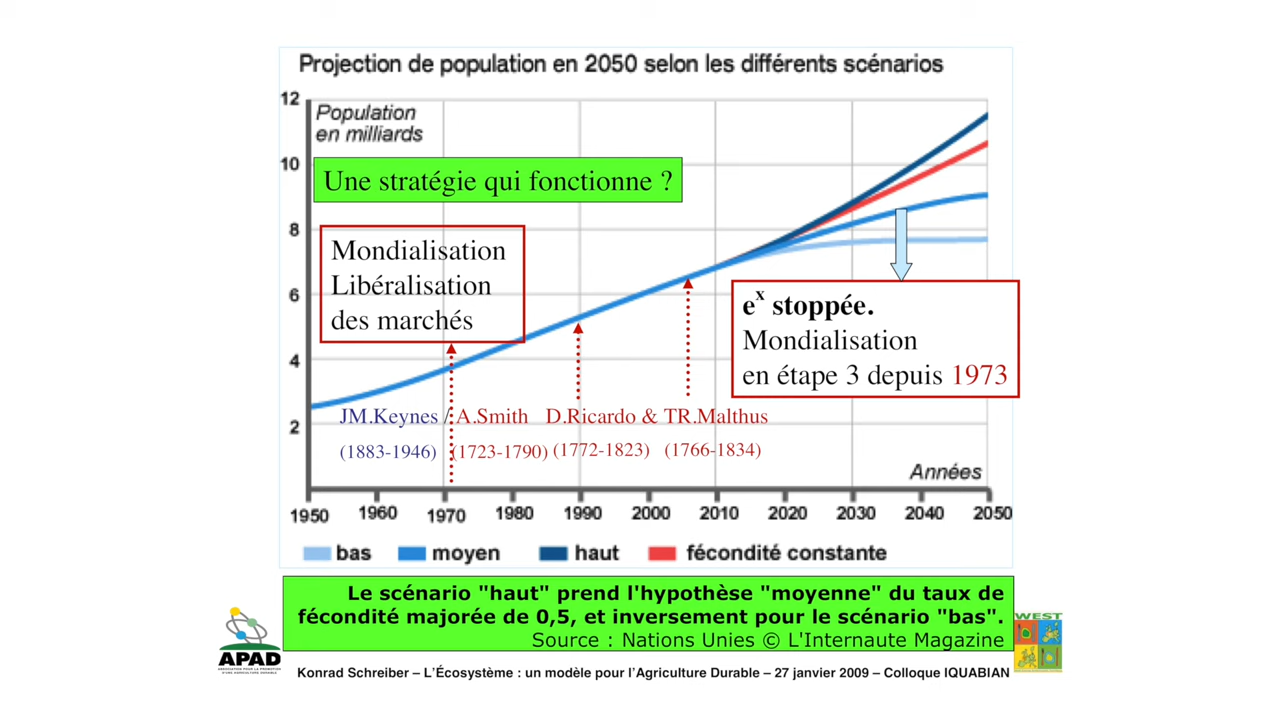 Projection de population en 2050 selon les différents scénarios
12
Population
en milliards
10
Une stratégie qui fonctionne ?
8
Mondialisation
Libéralisation
des marchés
6
e^x stoppée.
Mondialisation
en étape 3 depuis 1973
4
JM.Keynes / A.Smith D.Ricardo & TR.Malthus
2
(1883-1946) (1723-1790) (1772-1823) (1766-1834)
Années
1950 1960 1970 1980 1990 2000 2010 2020 2030 2040 2050
bas moyen haut fécondité constante
Le scénario "haut" prend l'hypothèse "moyenne" du taux de
fécondité majorée de 0,5, et inversement pour le scénario "bas".
Source : Nations Unies © L'Internaute Magazine
WEST
APAD
Konrad Schreiber – L'Écosystème : un modèle pour l'Agriculture Durable – 27 janvier 2009 – Colloque IQUABIAN